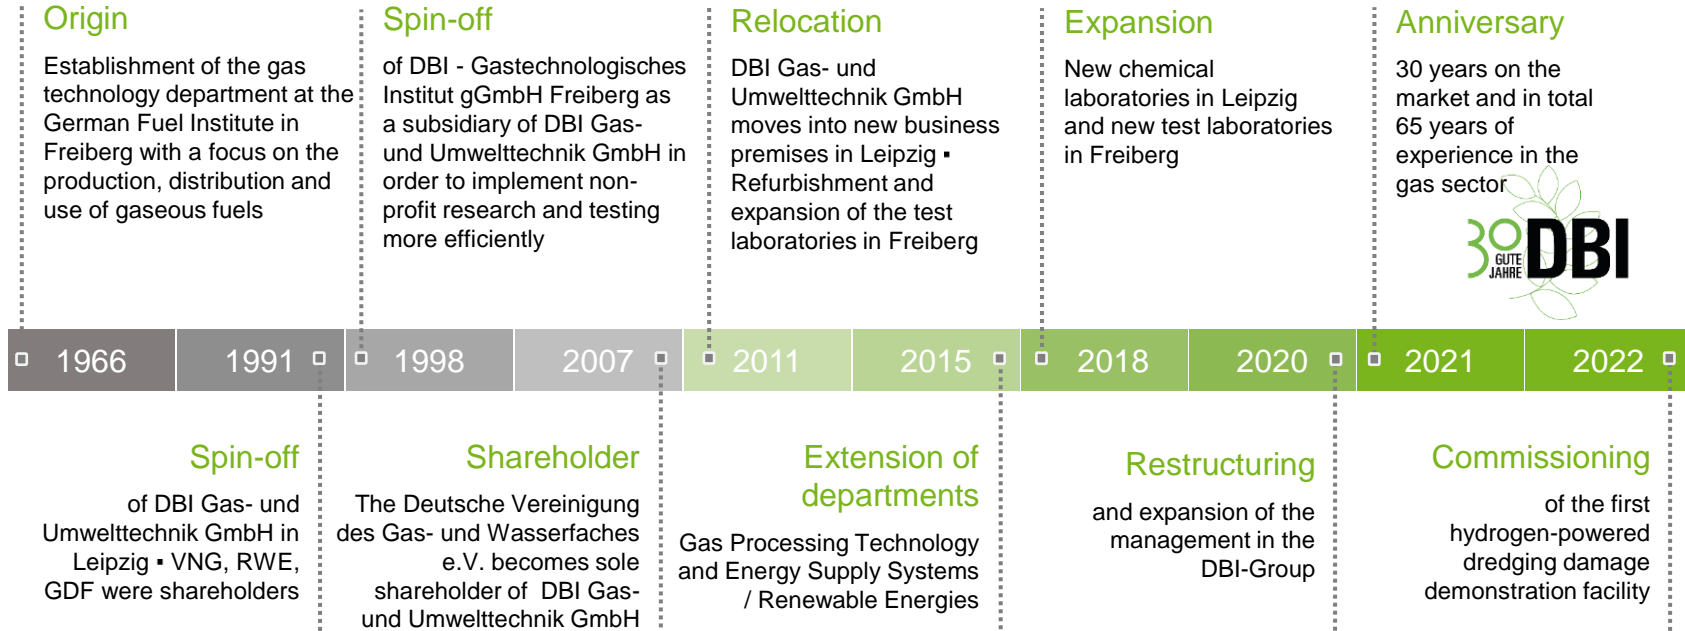 Origin
Establishment of the gas
technology department at the
German Fuel Institute in
Freiberg with a focus on the
production, distribution and
use of gaseous fuels
Spin-off
of DBI - Gastechnologisches
Institut gGmbH Freiberg as
a subsidiary of DBI Gas-
und Umwelttechnik GmbH in
order to implement non-
profit research and testing
more efficiently
Relocation
DBI Gas- und
Umwelttechnik GmbH
moves into new business
premises in Leipzig ▪
Refurbishment and
expansion of the test
laboratories in Freiberg
Expansion
New chemical
laboratories in Leipzig
and new test laboratories
in Freiberg
Anniversary
30 years on the
market and in total
65 years of
experience in the
gas sector
30 GUTE JAHRE DBI
1966 1991 1998 2007 2011 2015 2018 2020 2021 2022
Spin-off
of DBI Gas- und
Umwelttechnik GmbH in
Leipzig ▪ VNG, RWE,
GDF were shareholders
Shareholder
The Deutsche Vereinigung
des Gas- und Wasserfaches
e.V. becomes sole
shareholder of DBI Gas-
und Umwelttechnik GmbH
Extension of
departments
Gas Processing Technology
and Energy Supply Systems
/ Renewable Energies
Restructuring
and expansion of the
management in the
DBI-Group
Commissioning
of the first
hydrogen-powered
dredging damage
demonstration facility